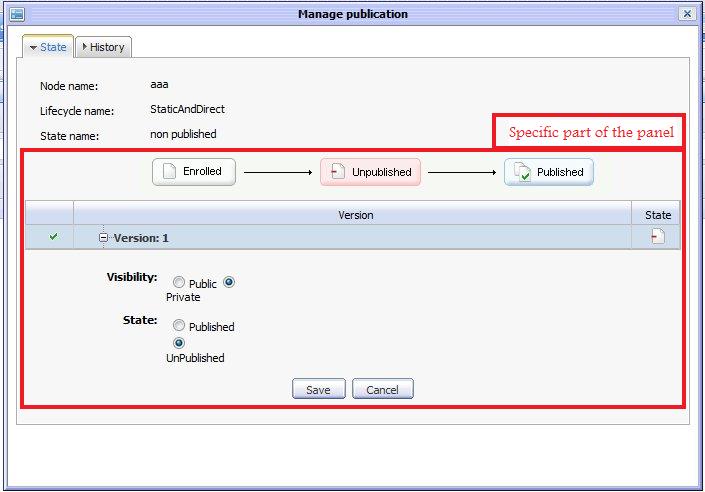 Manage publication
State
History
Node name: aaa
Lifecycle name: StaticAndDirect
State name: non published
Specific part of the panel
Enrolled
Unpublished
Published
Version State
Version: 1
Visibility: Public
Private
State: Published
UnPublished
Save Cancel